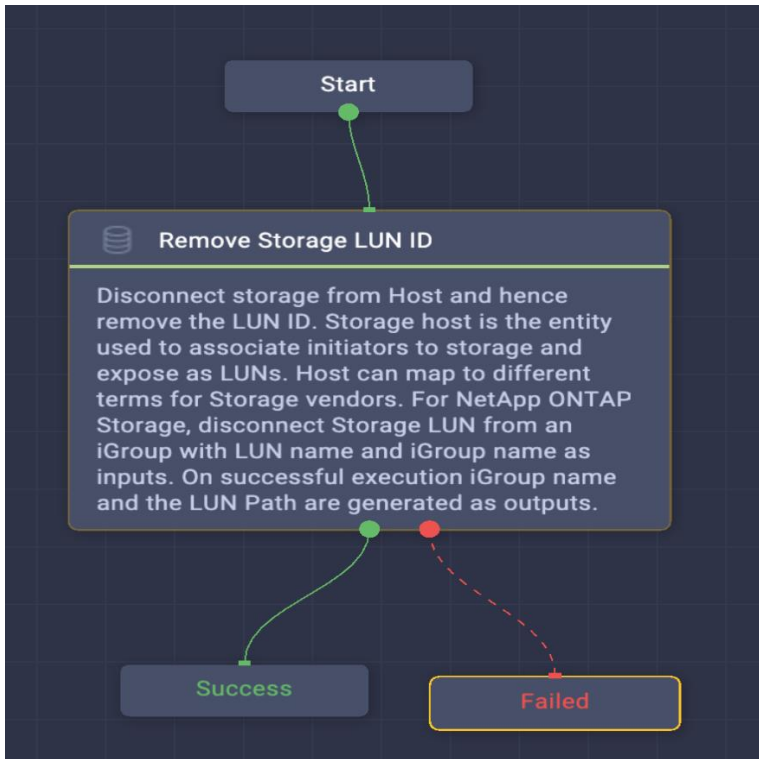 Start
Remove Storage LUN ID
Disconnect storage from Host and hence
remove the LUN ID. Storage host is the entity
used to associate initiators to storage and
expose as LUNs. Host can map to different
terms for Storage vendors. For NetApp ONTAP
Storage, disconnect Storage LUN from an
iGroup with LUN name and iGroup name as
inputs. On successful execution iGroup name
and the LUN Path are generated as outputs.
Success
Failed